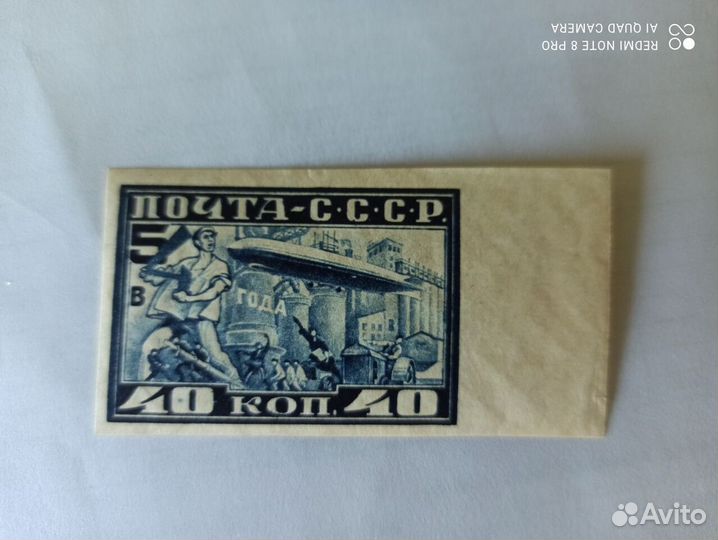 REDMI NOTE 8 PRO
AI QUAD CAMERA
ПОЧТА-С·С·С·Р.
5
В
ГОДА
40 КОП. 40
Avito